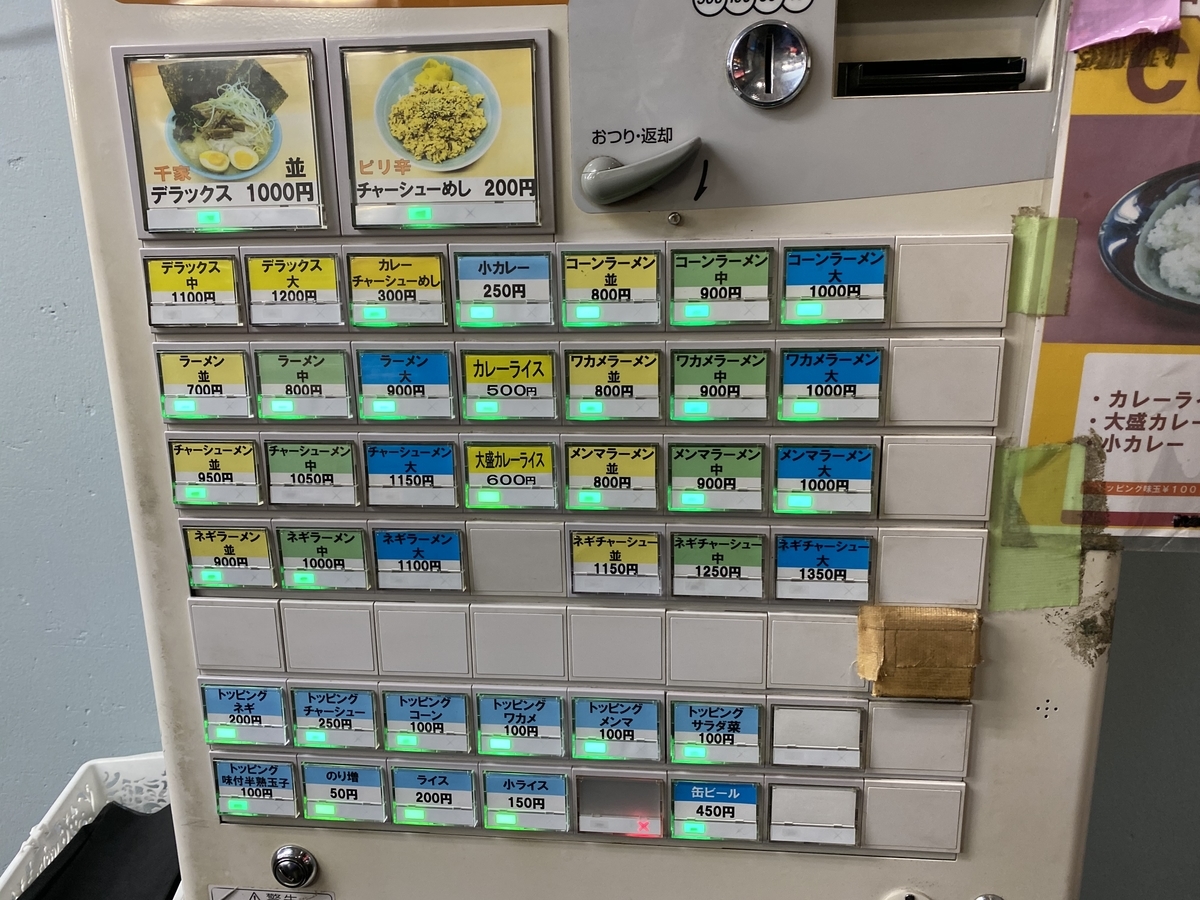 おつり・返却
千家
並
デラックス 1000円
ピリ辛
チャーシューめし 200円
デラックス
中
1100円
デラックス
大
1200円
カレー
チャーシューめし
300円
小カレー
250円
コーンラーメン
並
800円
コーンラーメン
中
900円
コーンラーメン
大
1000円
ラーメン
並
700円
ラーメン
中
800円
ラーメン
大
900円
カレーライス
500円
ワカメラーメン
並
800円
ワカメラーメン
中
900円
ワカメラーメン
大
1000円
チャーシューメン
並
950円
チャーシューメン
中
1050円
チャーシューメン
大
1150円
大盛カレーライス
600円
メンマラーメン
並
800円
メンマラーメン
中
900円
メンマラーメン
大
1000円
ネギラーメン
並
900円
ネギラーメン
中
1000円
ネギラーメン
大
1100円
ネギチャーシュー
並
1150円
ネギチャーシュー
中
1250円
ネギチャーシュー
大
1350円
トッピング
ネギ
200円
トッピング
チャーシュー
250円
トッピング
コーン
100円
トッピング
ワカメ
100円
トッピング
メンマ
100円
トッピング
サラダ菜
100円
トッピング
味付半熟玉子
100円
のり増
50円
ライス
200円
小ライス
150円
缶ビール
450円
・カレーラ
・大盛カレー
小カレー
ッピング味玉¥100
警告